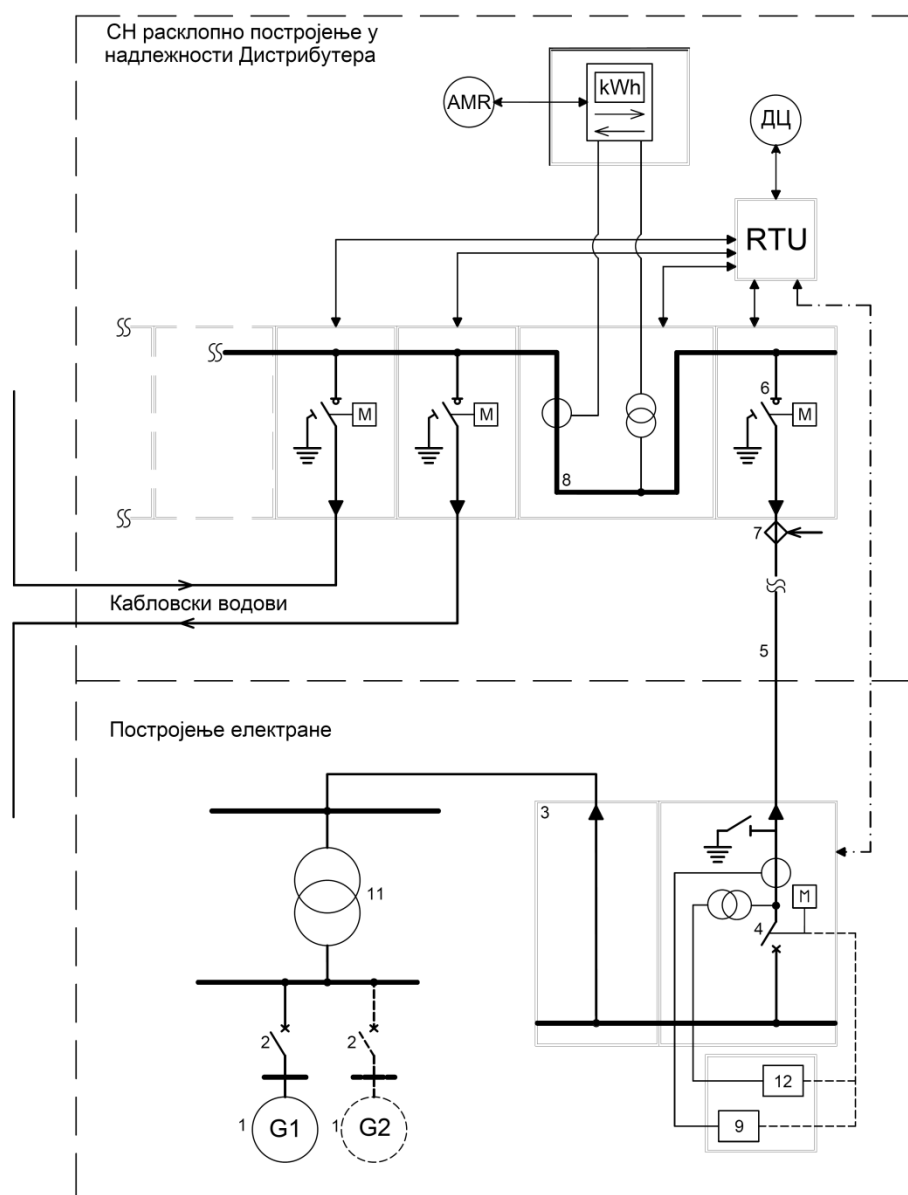 СН расклопно постројење у
надлежности Дистрибутера
kWh
AMR
ДЦ
RTU
6
M
M
M
8
7
Кабловски водови
5
Постројење електране
3
11
M
4
2
2
12
1
G1
1
G2
9